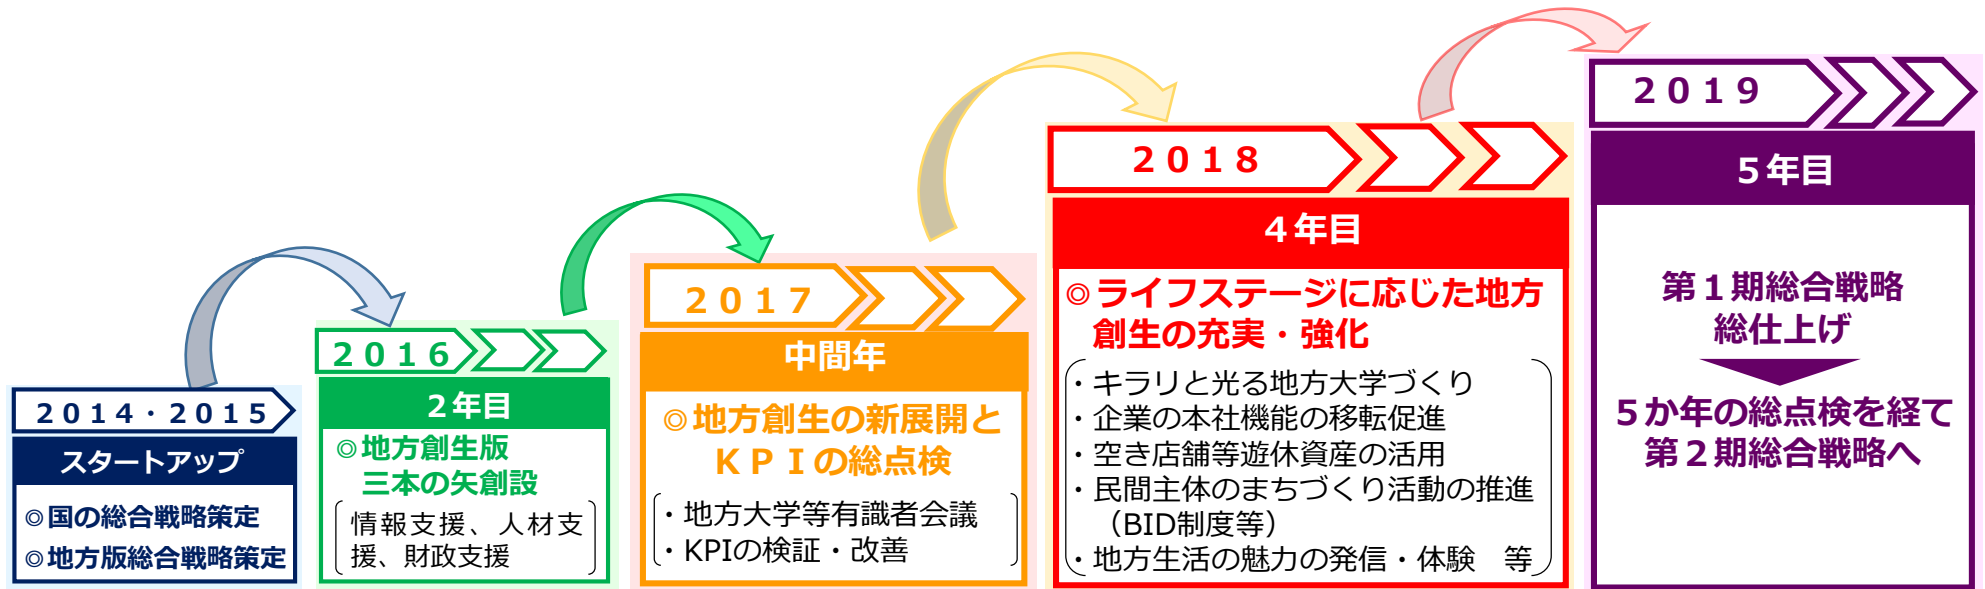 2014・2015
スタートアップ
◎国の総合戦略策定
◎地方版総合戦略策定
2016
2年目
◎地方創生版
三本の矢創設
情報支援、人材支
援、財政支援
2017
中間年
◎地方創生の新展開と
KPIの総点検
・地方大学等有識者会議
・KPIの検証・改善
2018
4年目
◎ライフステージに応じた地方
創生の充実・強化
・キラリと光る地方大学づくり
・企業の本社機能の移転促進
・空き店舗等遊休資産の活用
・民間主体のまちづくり活動の推進
（BID制度等）
・地方生活の魅力の発信・体験　等
2019
5年目
第1期総合戦略
総仕上げ
5か年の総点検を経て
第2期総合戦略へ